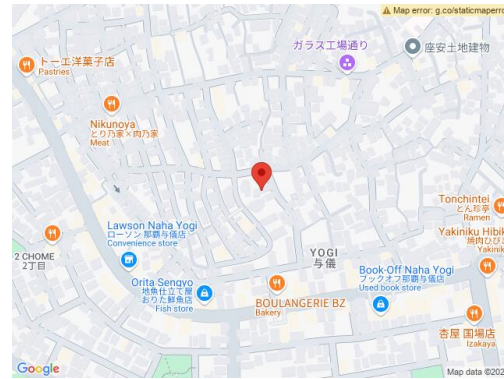 Map error: g.co/staticmaperro
ガラス工場通り
座安土地建物
トーエ洋菓子店
Pastries
Nikunoya
とり乃家×肉乃家
Meat
Tonchintei
とん珍亭
Ramen
Yakiniku Hibik
焼肉ひびき
Yakinik
Lawson Naha Yogi
ローソン 那覇与儀店
Convenience store
2 CHOME
2丁目
YOGI
与儀
Orita Sengyo
地魚仕立て屋
おりた鮮魚店
Fish store
Book-Off Naha Yogi
ブックオフ那覇与儀店
Used book store
BOULANGERIE BZ
Bakery
杏屋 国場店
Izakaya
Google
Map data ©202